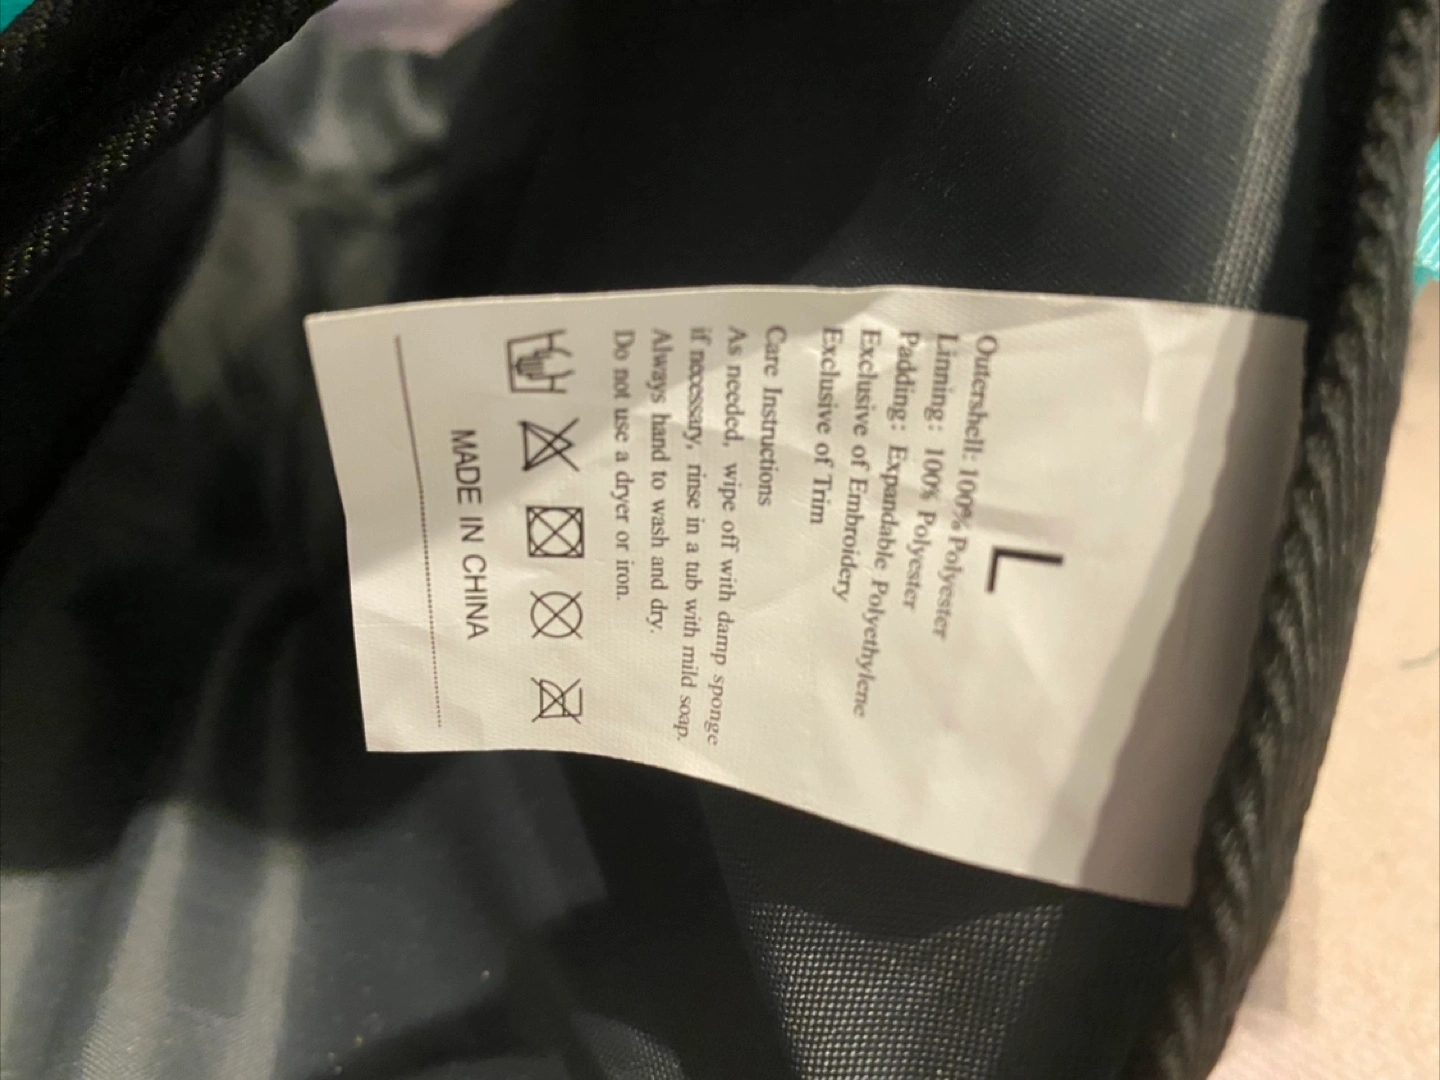 L
Outershell: 100% Polyester
Linning: 100% Polyester
Padding: Expandable Polyethylene
Exclusive of Embroidery
Exclusive of Trim
Care Instructions
As needed, wipe off with damp sponge
if necessary, rinse in a tub with mild soap.
Always hand to wash and dry.
Do not use a dryer or iron.
MADE IN CHINA